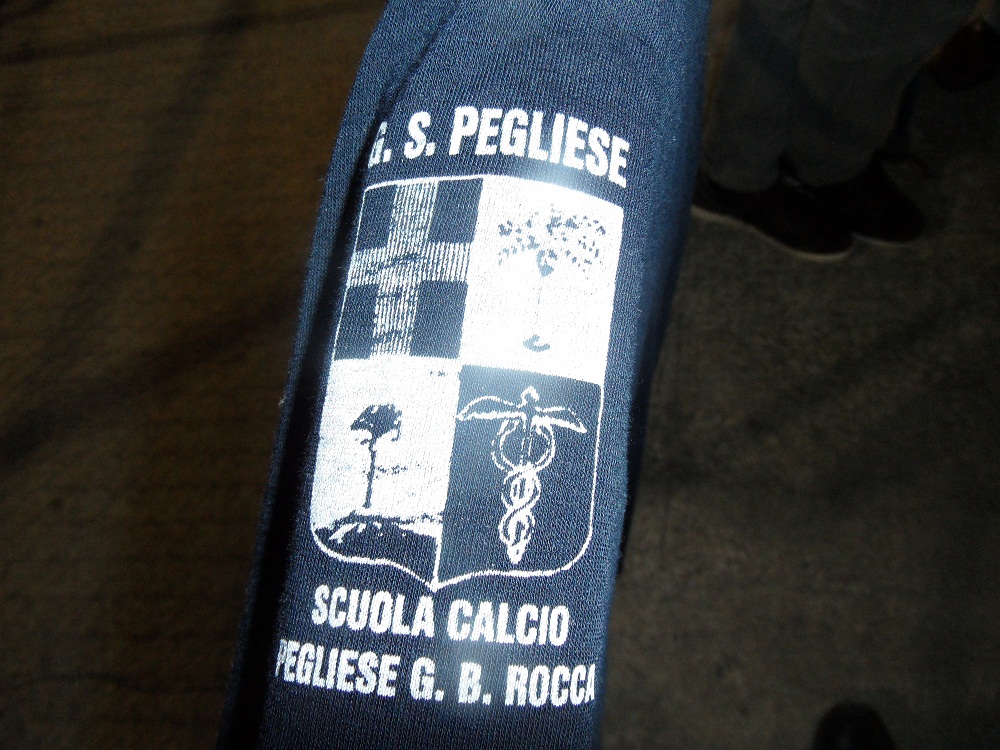 G. S. PEGLIESE
SCUOLA CALCIO
PEGLIESE G. B. ROCCA